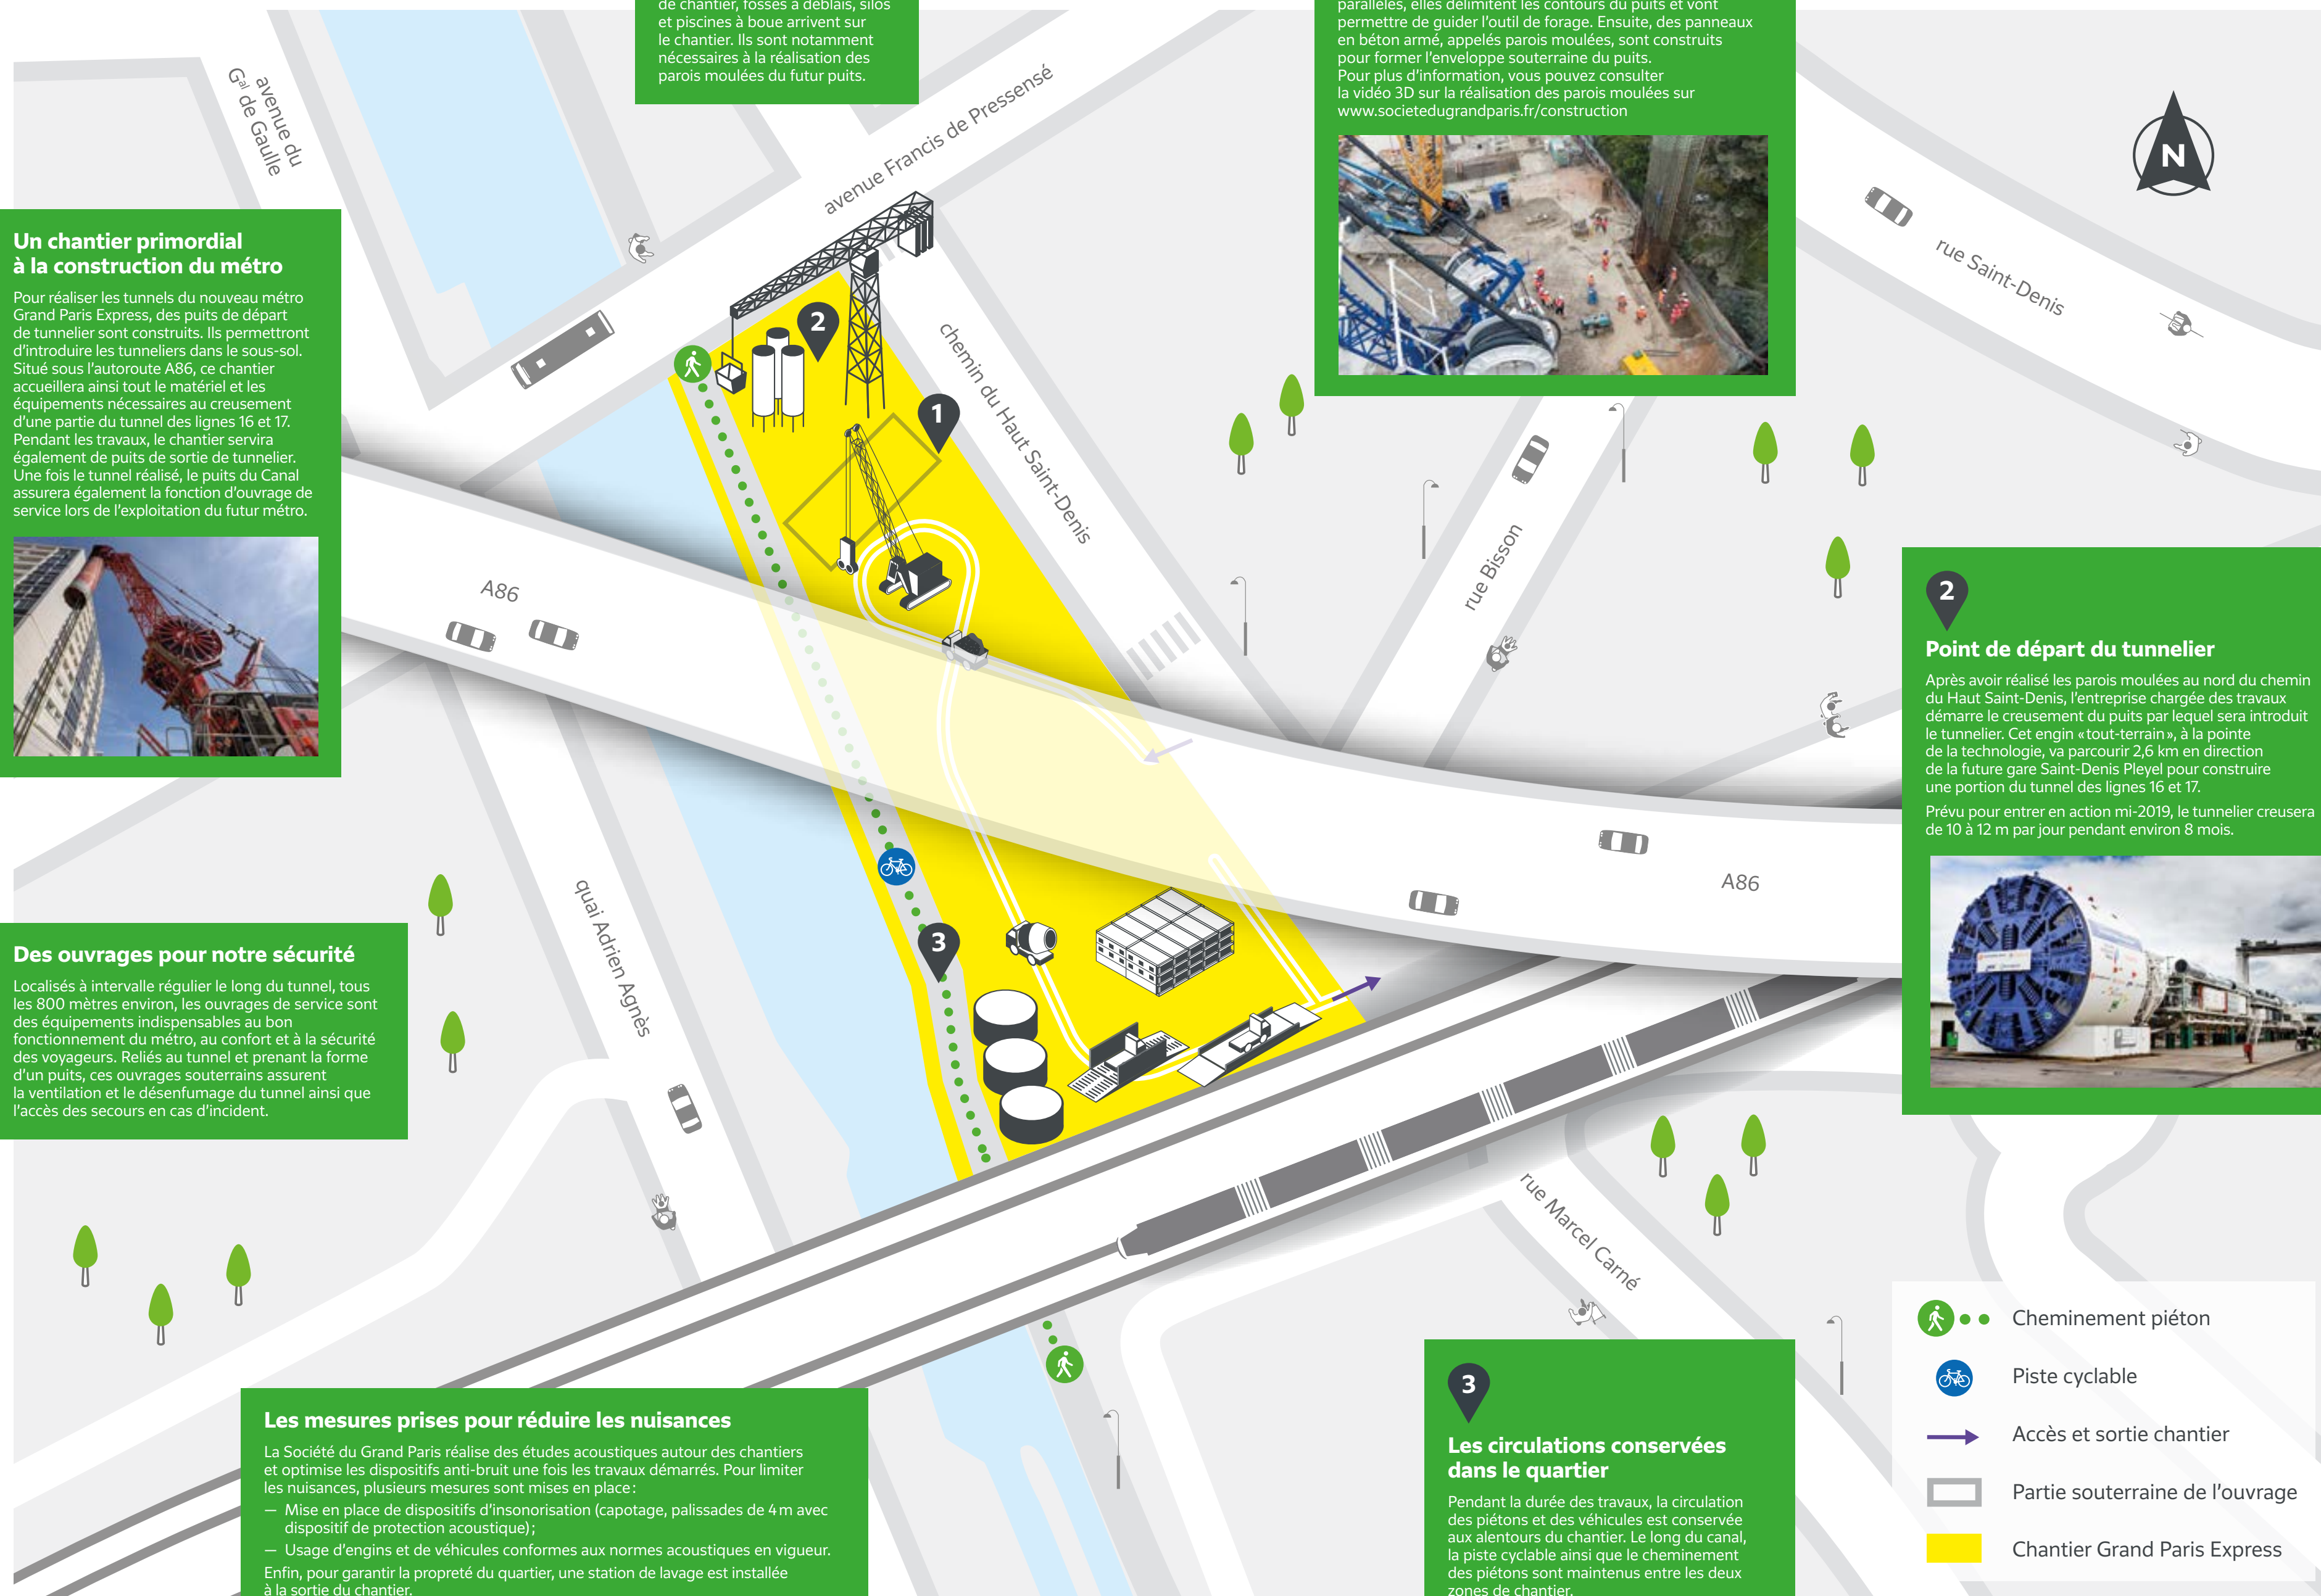 de chantier, fosses à déblais, silos
et piscines à boue arrivent sur
le chantier. Ils sont notamment
nécessaires à la réalisation des
parois moulées du futur puits.
parallèles, elles délimitent les contours du puits et vont
permettre de guider l'outil de forage. Ensuite, des panneaux
en béton armé, appelés parois moulées, sont construits
pour former l'enveloppe souterraine du puits.
Pour plus d'information, vous pouvez consulter
la vidéo 3D sur la réalisation des parois moulées sur
www.societedugrandparis.fr/construction
N
avenue du
Gal de Gaulle
avenue Francis de Pressensé
rue Saint-Denis
Un chantier primordial
à la construction du métro
Pour réaliser les tunnels du nouveau métro
Grand Paris Express, des puits de départ
de tunnelier sont construits. Ils permettront
d'introduire les tunneliers dans le sous-sol.
Situé sous l'autoroute A86, ce chantier
accueillera ainsi tout le matériel et les
équipements nécessaires au creusement
d'une partie du tunnel des lignes 16 et 17.
Pendant les travaux, le chantier servira
également de puits de sortie de tunnelier.
Une fois le tunnel réalisé, le puits du Canal
assurera également la fonction d'ouvrage de
service lors de l'exploitation du futur métro.
2
1
chemin du Haut Saint-Denis
rue Bisson
A86
2
Point de départ du tunnelier
Après avoir réalisé les parois moulées au nord du chemin
du Haut Saint-Denis, l'entreprise chargée des travaux
démarre le creusement du puits par lequel sera introduit
le tunnelier. Cet engin «tout-terrain», à la pointe
de la technologie, va parcourir 2,6 km en direction
de la future gare Saint-Denis Pleyel pour construire
une portion du tunnel des lignes 16 et 17.
Prévu pour entrer en action mi-2019, le tunnelier creusera
de 10 à 12 m par jour pendant environ 8 mois.
A86
quai Adrien Agnès
3
Des ouvrages pour notre sécurité
Localisés à intervalle régulier le long du tunnel, tous
les 800 mètres environ, les ouvrages de service sont
des équipements indispensables au bon
fonctionnement du métro, au confort et à la sécurité
des voyageurs. Reliés au tunnel et prenant la forme
d'un puits, ces ouvrages souterrains assurent
la ventilation et le désenfumage du tunnel ainsi que
l'accès des secours en cas d'incident.
rue Marcel Carné
Les mesures prises pour réduire les nuisances
La Société du Grand Paris réalise des études acoustiques autour des chantiers
et optimise les dispositifs anti-bruit une fois les travaux démarrés. Pour limiter
les nuisances, plusieurs mesures sont mises en place :
— Mise en place de dispositifs d'insonorisation (capotage, palissades de 4 m avec
dispositif de protection acoustique) ;
— Usage d'engins et de véhicules conformes aux normes acoustiques en vigueur.
Enfin, pour garantir la propreté du quartier, une station de lavage est installée
à la sortie du chantier.
3
Les circulations conservées
dans le quartier
Pendant la durée des travaux, la circulation
des piétons et des véhicules est conservée
aux alentours du chantier. Le long du canal,
la piste cyclable ainsi que le cheminement
des piétons sont maintenus entre les deux
zones de chantier.
Cheminement piéton
Piste cyclable
Accès et sortie chantier
Partie souterraine de l'ouvrage
Chantier Grand Paris Express